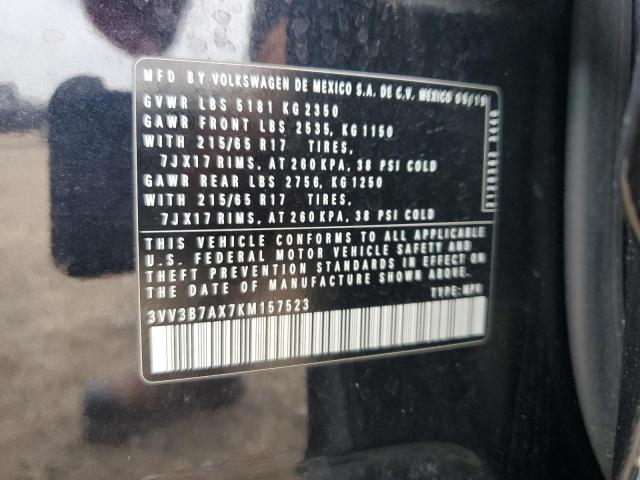 MFD BY VOLKSWAGEN DE MEXICO S.A. DE C.V. MEXICO 05/19
GVWR LBS 5181 KG 2350
GAWR FRONT LBS 2535, KG 1150
WITH 215/65 R17 TIRES,
7JX17 RIMS, AT 260 KPA, 38 PSI COLD
GAWR REAR LBS 2756, KG 1250
WITH 215/65 R17 TIRES,
7JX17 RIMS, AT 260 KPA, 38 PSI COLD
THIS VEHICLE CONFORMS TO ALL APPLICABLE
U.S. FEDERAL MOTOR VEHICLE SAFETY AND
THEFT PREVENTION STANDARDS IN EFFECT ON
THE DATE OF MANUFACTURE SHOWN ABOVE.
TYPE: MPV
3VV3B7AX7KM157523